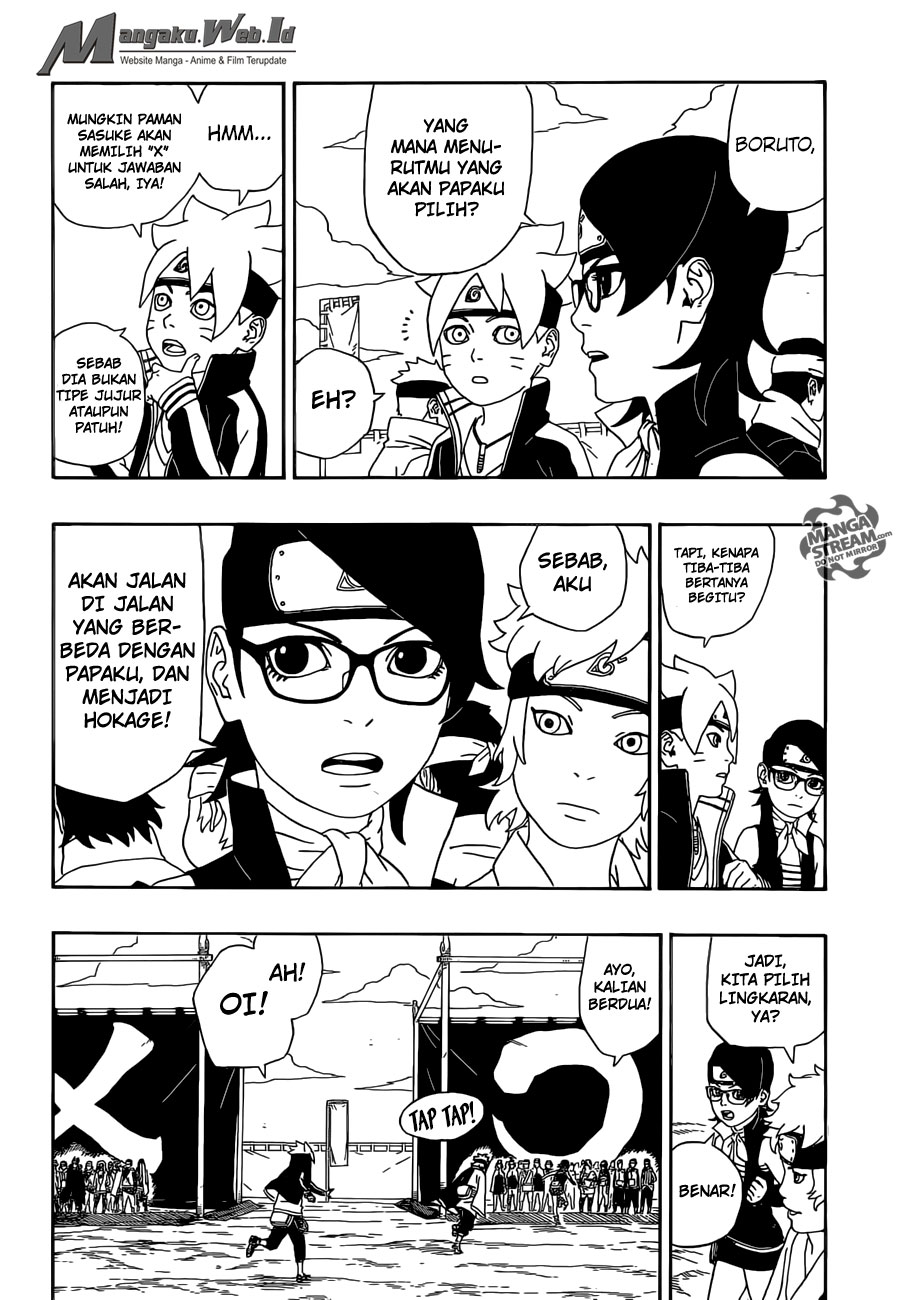 Mangaku.Web.Id
Website Manga - Anime & Film Terupdate
BORUTO,
YANG
MANA MENU-
RUTMU YANG
AKAN PAPAKU
PILIH?
EH?
HMM...
MUNGKIN PAMAN
SASUKE AKAN
MEMILIH "X"
UNTUK JAWABAN
SALAH, IYA!
SEBAB
DIA BUKAN
TIPE JUJUR
ATAUPUN
PATUH!
MANGA
STREAM.com
DO NOT MIRROR
TAPI, KENAPA
TIBA-TIBA
BERTANYA
BEGITU?
SEBAB,
AKU
AKAN JALAN
DI JALAN
YANG BER-
BEDA DENGAN
PAPAKU, DAN
MENJADI
HOKAGE!
JADI,
KITA PILIH
LINGKARAN,
YA?
BENAR!
AYO,
KALIAN
BERDUA!
AH!
OI!
TAP TAP!
X